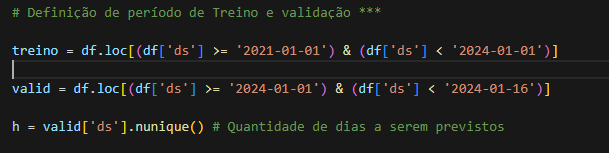 # Definição de período de Treino e validação ***
treino = df.loc[(df['ds'] >= '2021-01-01') & (df['ds'] < '2024-01-01')]
valid = df.loc[(df['ds'] >= '2024-01-01') & (df['ds'] < '2024-01-16')]
h = valid['ds'].nunique() # Quantidade de dias a serem previstos